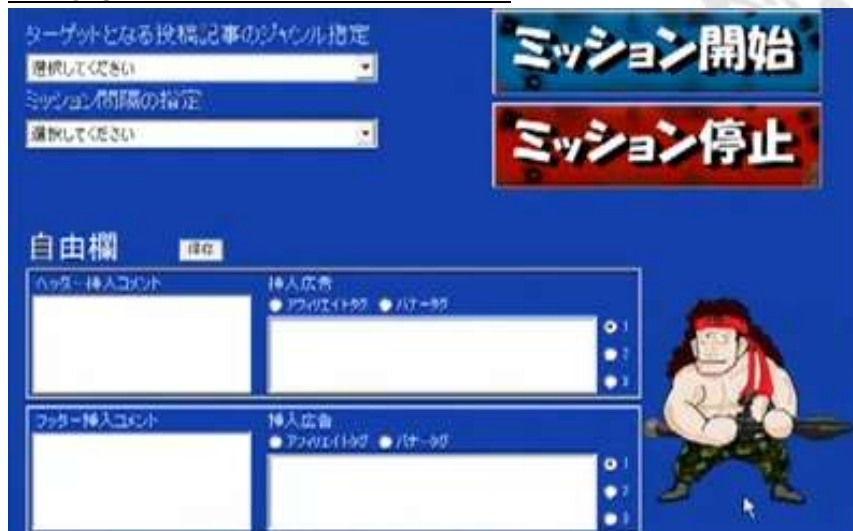 ターゲットとなる投稿記事のジャンル指定
選択してください
ミッション間隔の指定
選択してください
ミッション開始
ミッション停止
自由欄
保存
ヘッダー挿入コメント
挿入広告
アフィリエイトタグ
バナータグ
1
2
3
フッター挿入コメント
挿入広告
アフィリエイトタグ
バナータグ
1
2
3